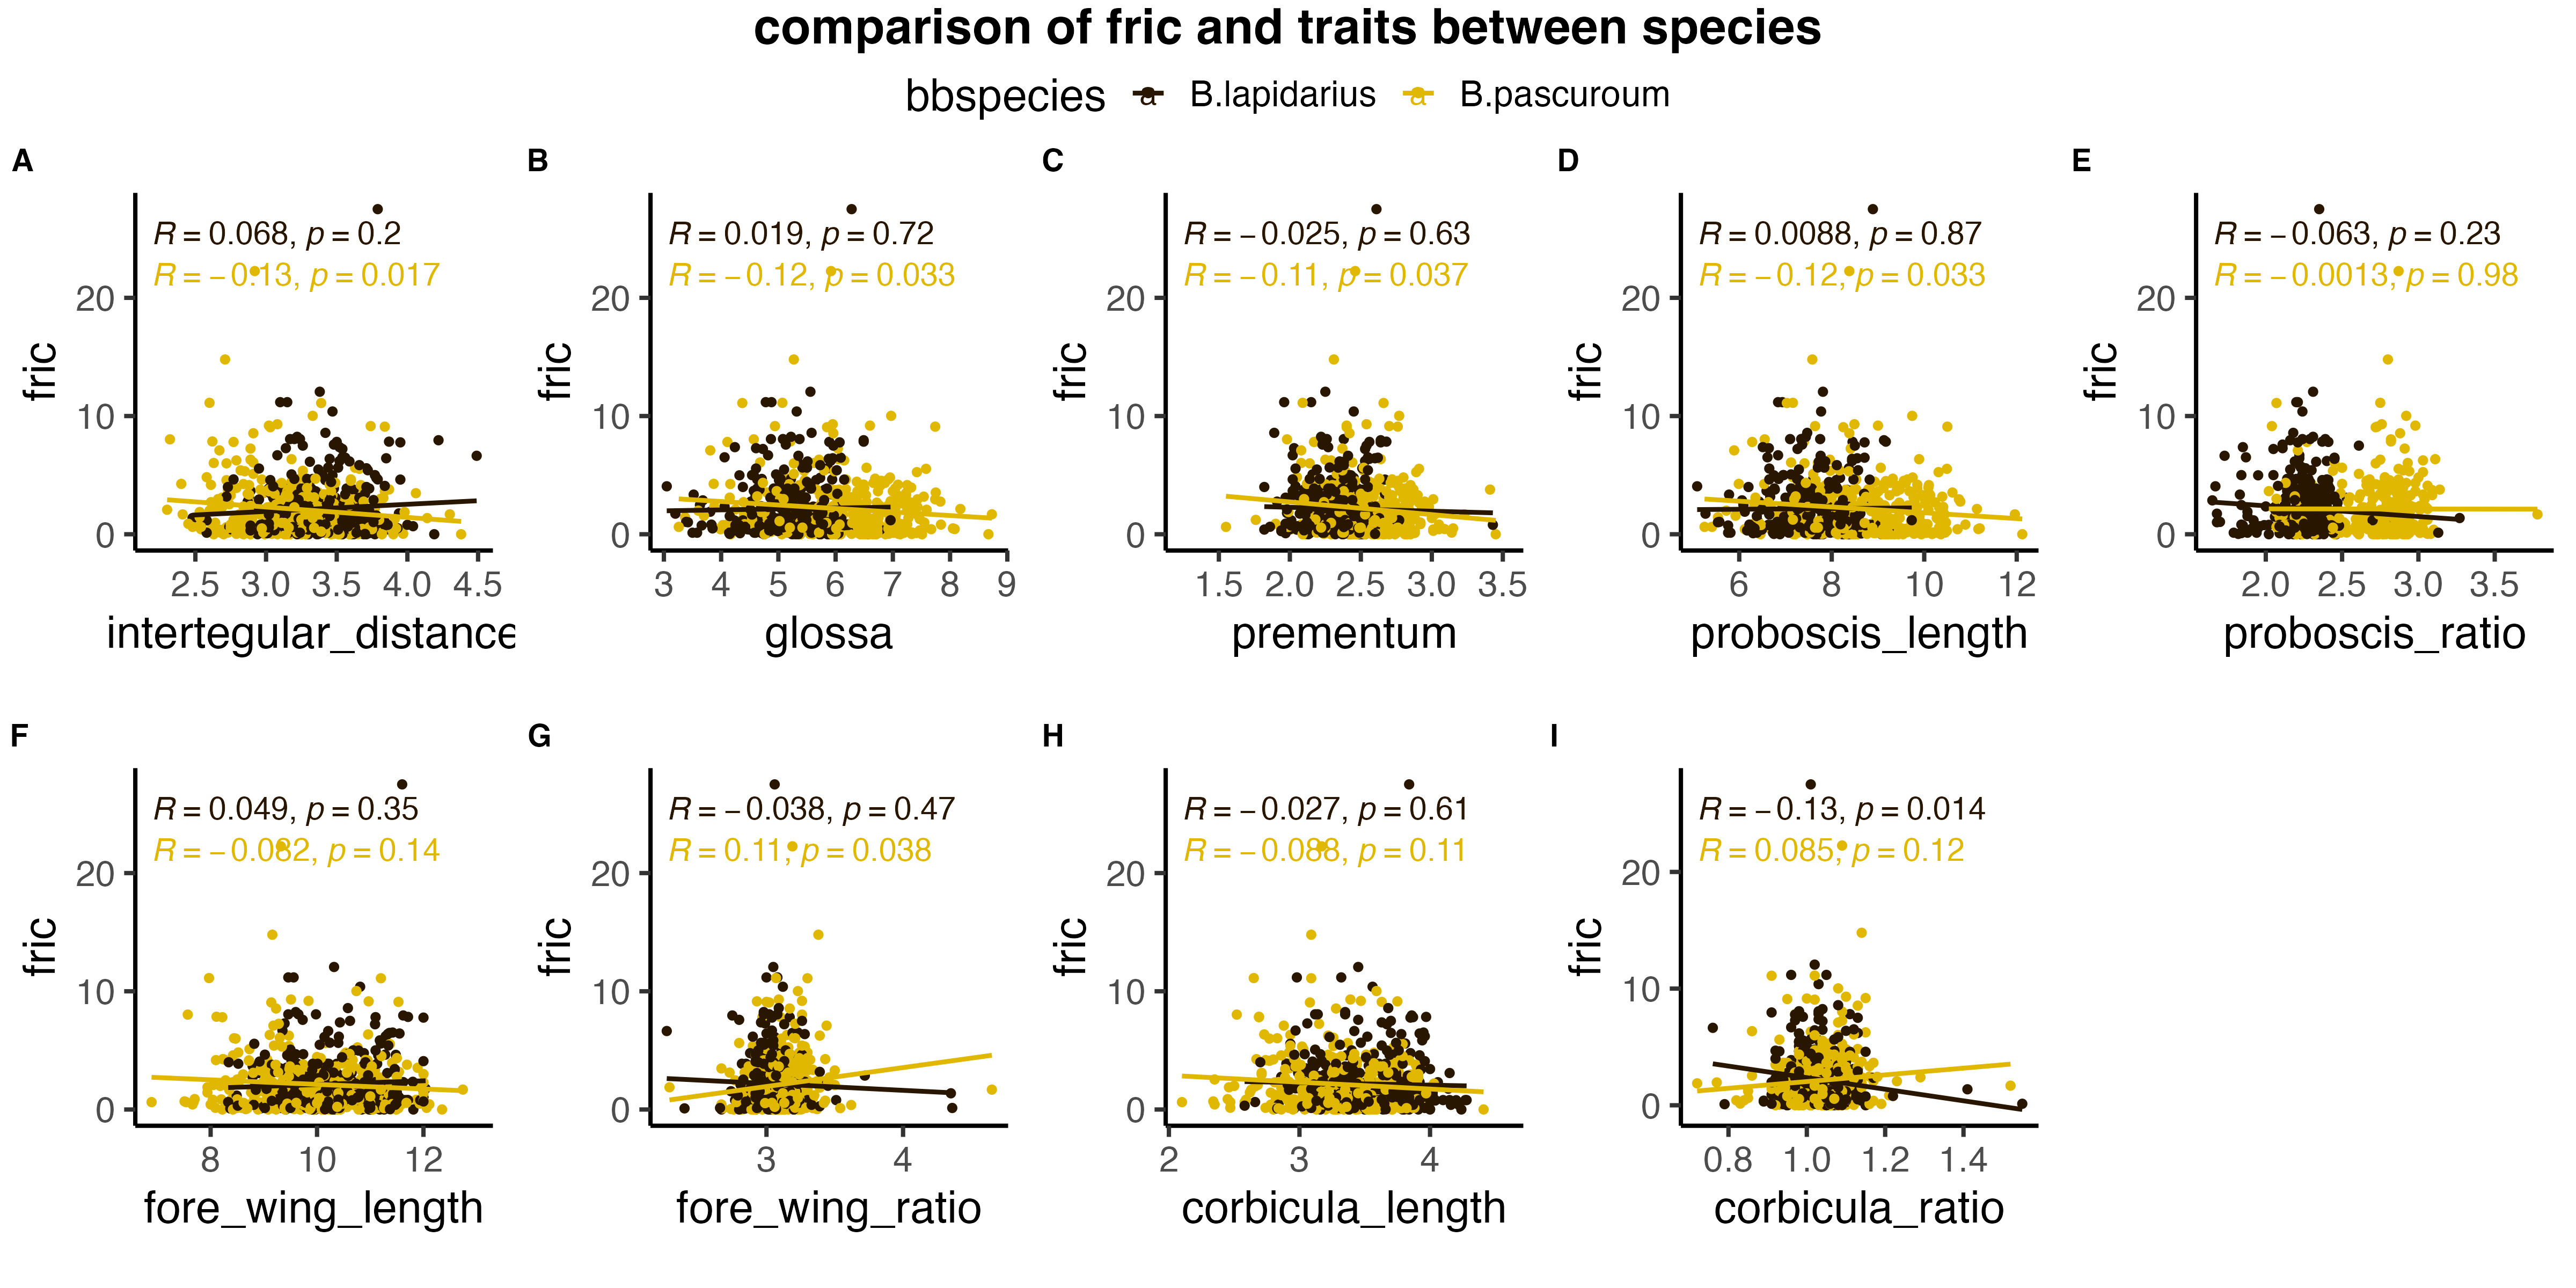 comparison of fric and traits between species
bbspecies a B.lapidarius a B.pascuroum
A B C D E
R = 0.068, p = 0.2
R = −0.13, p = 0.017
fric
20
10
0
2.5 3.0 3.5 4.0 4.5
intertegular_distance
R = 0.019, p = 0.72
R = −0.12, p = 0.033
fric
20
10
0
3 4 5 6 7 8 9
glossa
R = −0.025, p = 0.63
R = −0.11, p = 0.037
fric
20
10
0
1.5 2.0 2.5 3.0 3.5
prementum
R = 0.0088, p = 0.87
R = −0.12, p = 0.033
fric
20
10
0
6 8 10 12
proboscis_length
R = −0.063, p = 0.23
R = −0.0013, p = 0.98
fric
20
10
0
2.0 2.5 3.0 3.5
proboscis_ratio
F G H I
R = 0.049, p = 0.35
R = −0.082, p = 0.14
fric
20
10
0
8 10 12
fore_wing_length
R = −0.038, p = 0.47
R = 0.11, p = 0.038
fric
20
10
0
3 4
fore_wing_ratio
R = −0.027, p = 0.61
R = −0.088, p = 0.11
fric
20
10
0
2 3 4
corbicula_length
R = −0.13, p = 0.014
R = 0.085, p = 0.12
fric
20
10
0
0.8 1.0 1.2 1.4
corbicula_ratio